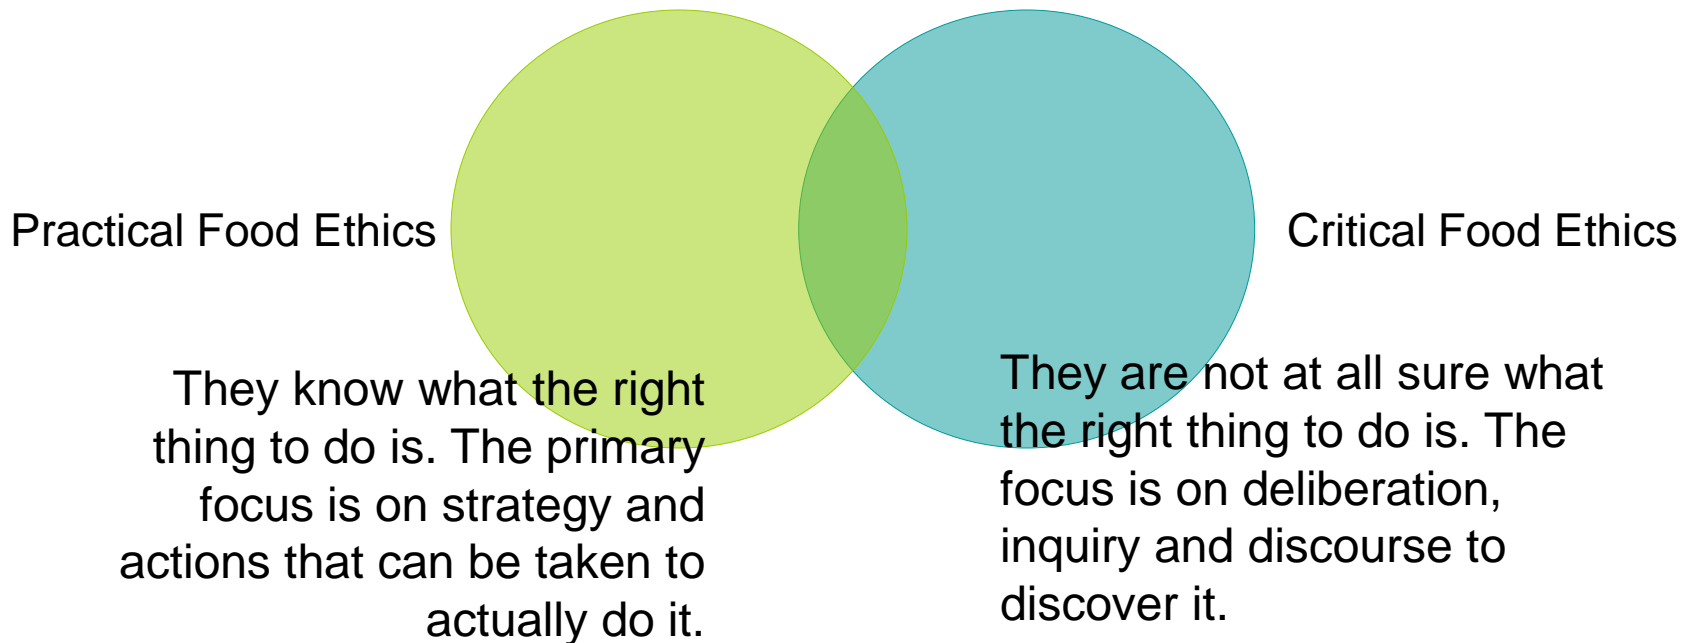 Practical Food Ethics
Critical Food Ethics
They know what the right
thing to do is. The primary
focus is on strategy and
actions that can be taken to
actually do it.
They are not at all sure what
the right thing to do is. The
focus is on deliberation,
inquiry and discourse to
discover it.